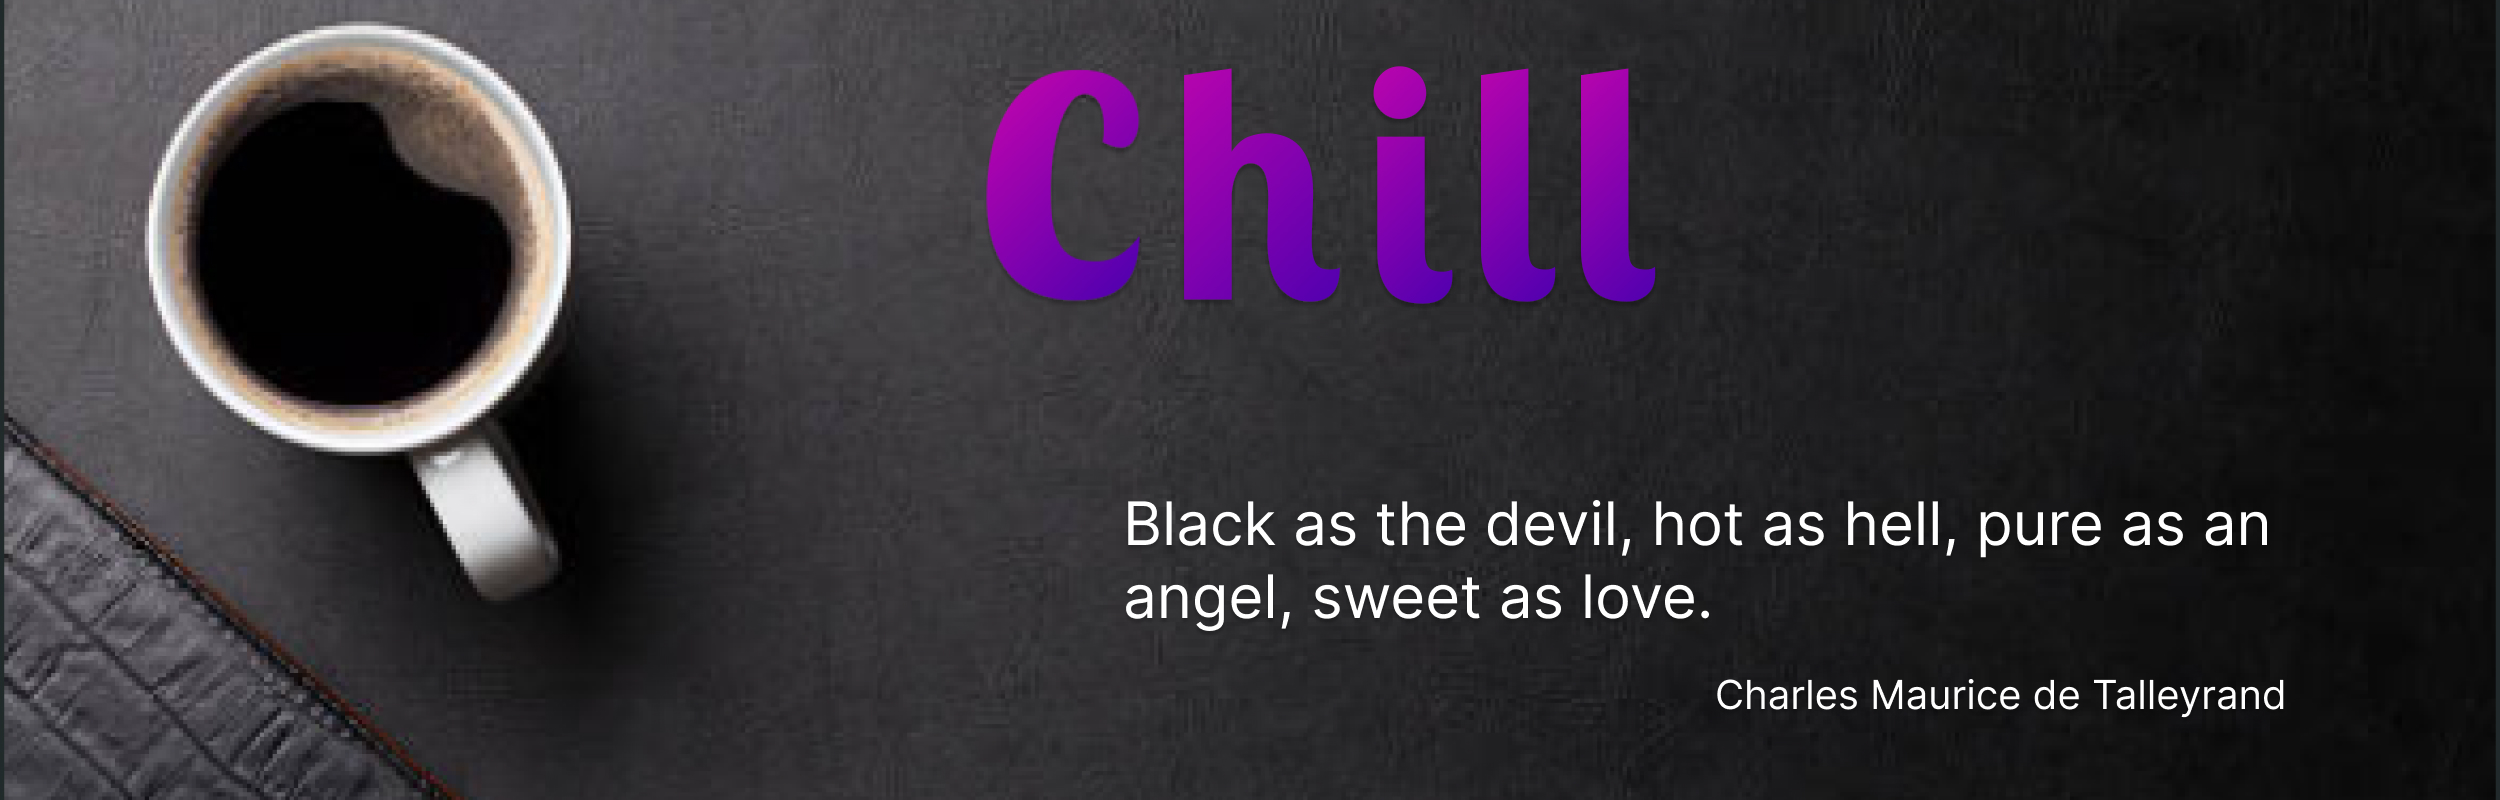 Chill
Black as the devil, hot as hell, pure as an
angel, sweet as love.
Charles Maurice de Talleyrand